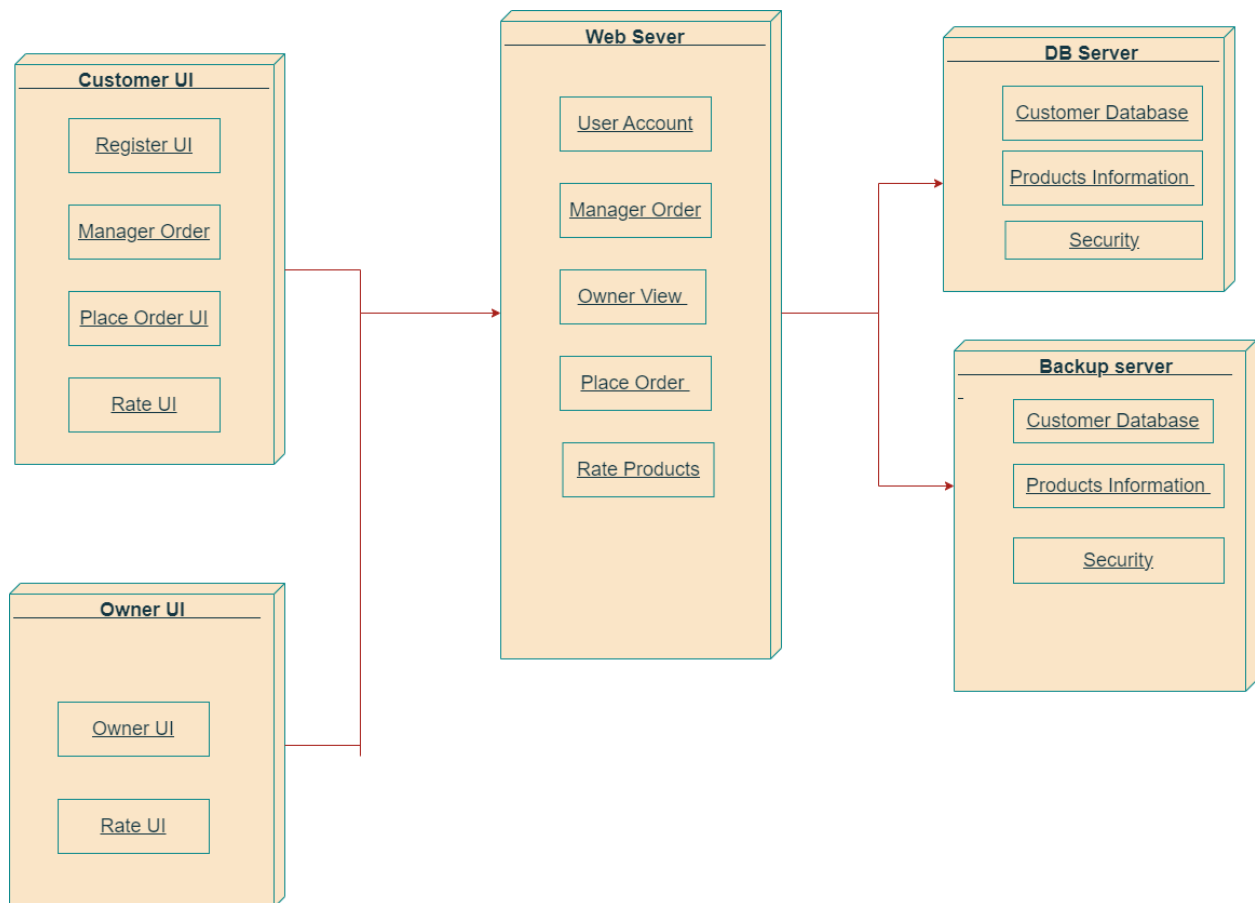 Customer UI
Register UI
Manager Order
Place Order UI
Rate UI
Owner UI
Owner UI
Rate UI
Web Sever
User Account
Manager Order
Owner View
Place Order
Rate Products
DB Server
Customer Database
Products Information
Security
Backup server
Customer Database
Products Information
Security